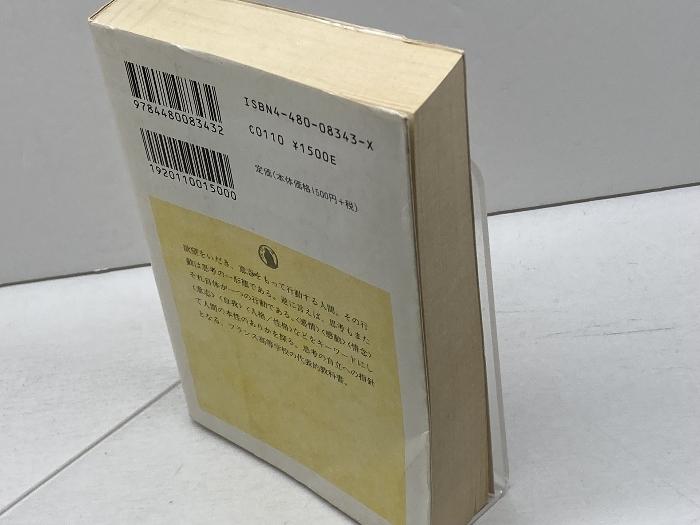 9784480083432
ISBN4-480-08343-X
C0110 ¥1500E
1920110015000
定価(本体価格1500円+税)
欲望をいだき、意志をもって行動する人間。その行
動は思考の一形態である。逆に言えば、思考もまた
それ自体が一つの行動である。〈感情〉〈感動〉〈情念〉
〈意志〉〈自我〉〈人格/性格〉などをキーワードにし
て人間の本性のありかを探る。思考の自立への指針
となる、フランス高等学校の代表的教科書。